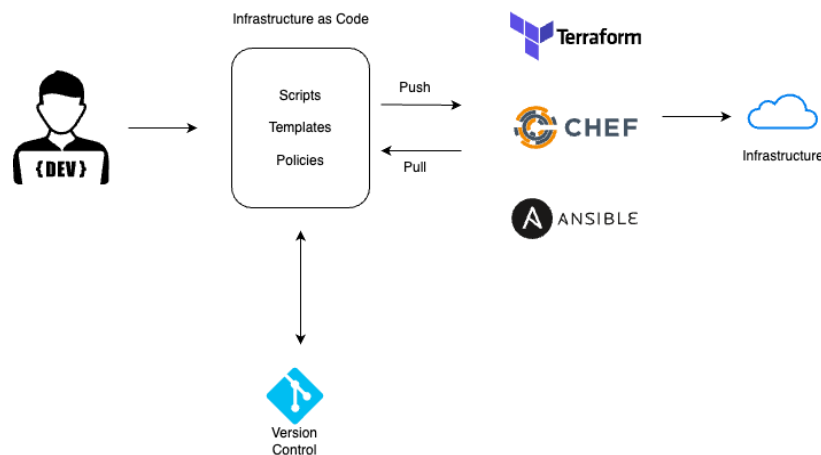 Infrastructure as Code
Terraform
Scripts
Push
Templates
CHEF
{DEV}
Policies
Pull
Infrastructure
ANSIBLE
Version
Control